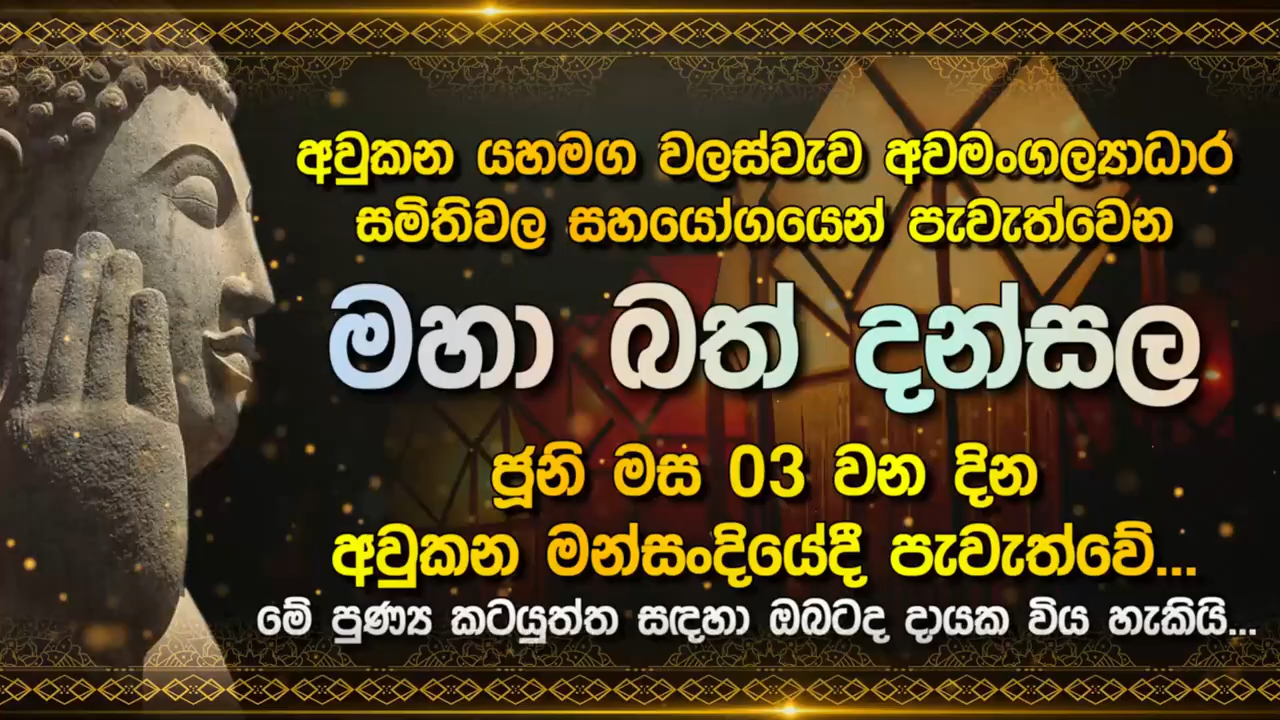 අවුකන යහමග වලස්වැව අවමංගල්‍යාධාර
සමිතිවල සහයෝගයෙන් පැවැත්වෙන
මහා බත් දන්සල
ජූනි මස 03 වන දින
අවුකන මන්සංදියේදී පැවැත්වේ...
මේ පුණ්‍ය කටයුත්ත සඳහා ඔබටද දායක විය හැකියි...